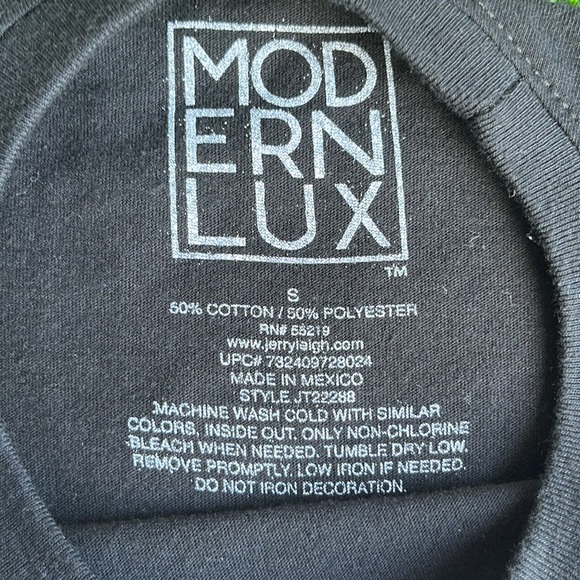 MOD
ERN
LUX
TM
S
50% COTTON / 50% POLYESTER
RN# 55219
www.jerryleigh.com
UPC# 732409728024
MADE IN MEXICO
STYLE JT22288
MACHINE WASH COLD WITH SIMILAR
COLORS, INSIDE OUT. ONLY NON-CHLORINE
BLEACH WHEN NEEDED. TUMBLE DRY LOW.
REMOVE PROMPTLY. LOW IRON IF NEEDED.
DO NOT IRON DECORATION.